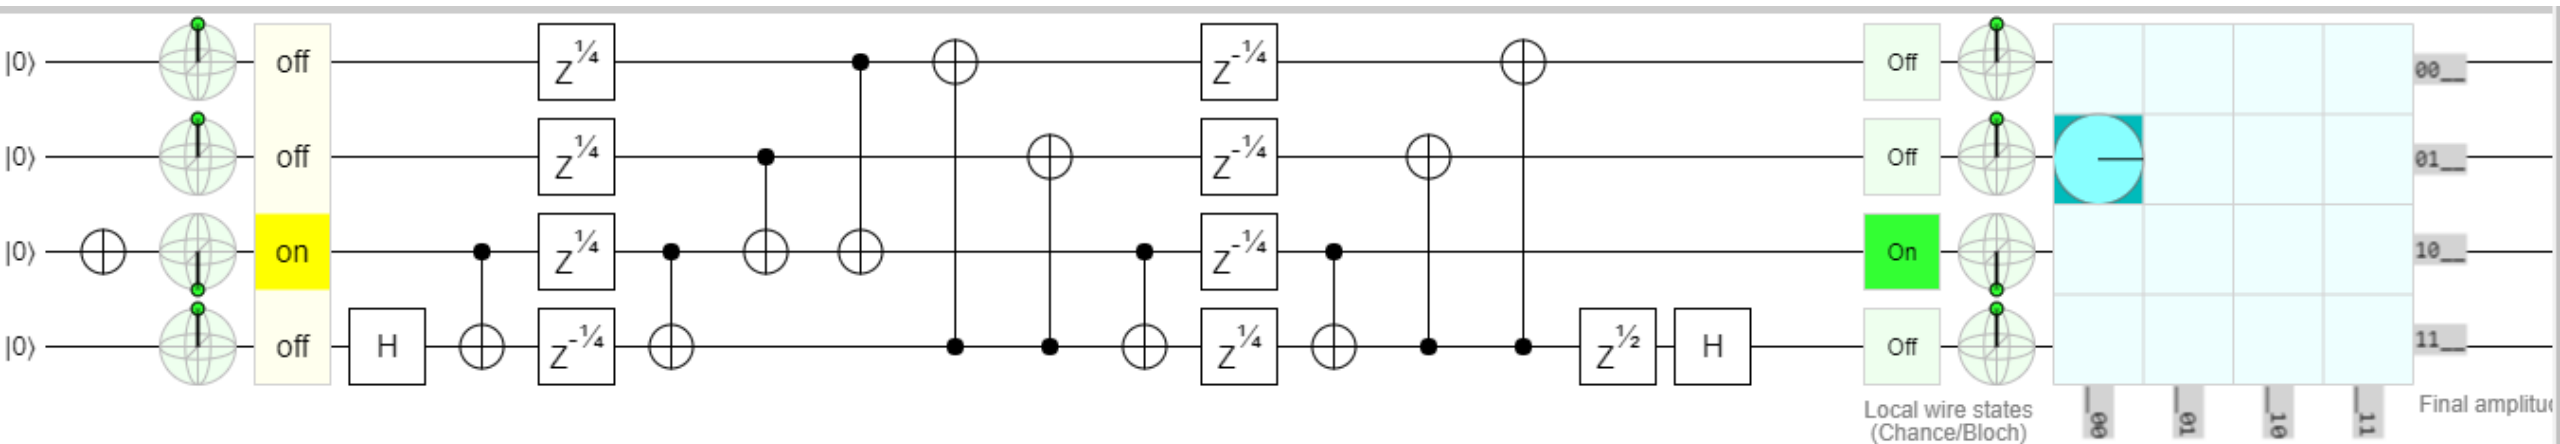 |0⟩ off Z^¼ Z^-¼ Off 00__
|0⟩ off Z^¼ Z^-¼ Off 01__
|0⟩ on Z^¼ Z^-¼ On 10__
|0⟩ off H Z^-¼ Z^¼ Z^½ H Off 11__
__00 __01 __10 __11
Local wire states
(Chance/Bloch)
Final amplitu